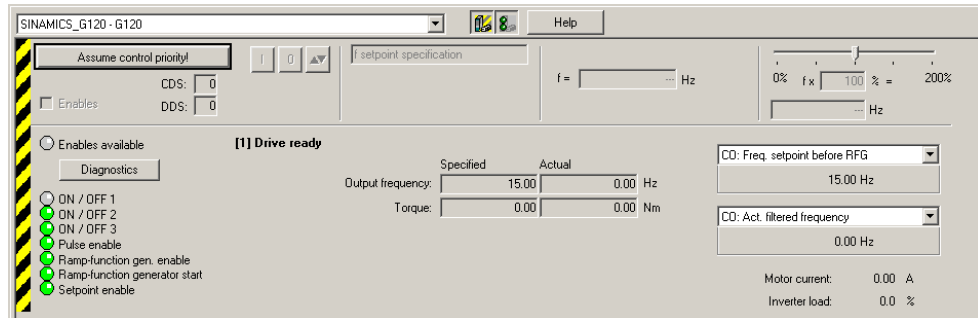 SINAMICS_G120 - G120
Help
Assume control priority!
I 0
f setpoint specification
f = --- Hz
0% f x 100 % = 200%
--- Hz
CDS: 0
Enables DDS: 0
Enables available
[1] Drive ready
Diagnostics
Specified Actual
Output frequency: 15.00 0.00 Hz
Torque: 0.00 0.00 Nm
CO: Freq. setpoint before RFG
15.00 Hz
CO: Act. filtered frequency
0.00 Hz
ON / OFF 1
ON / OFF 2
ON / OFF 3
Pulse enable
Ramp-function gen. enable
Ramp-function generator start
Setpoint enable
Motor current: 0.00 A
Inverter load: 0.0 %